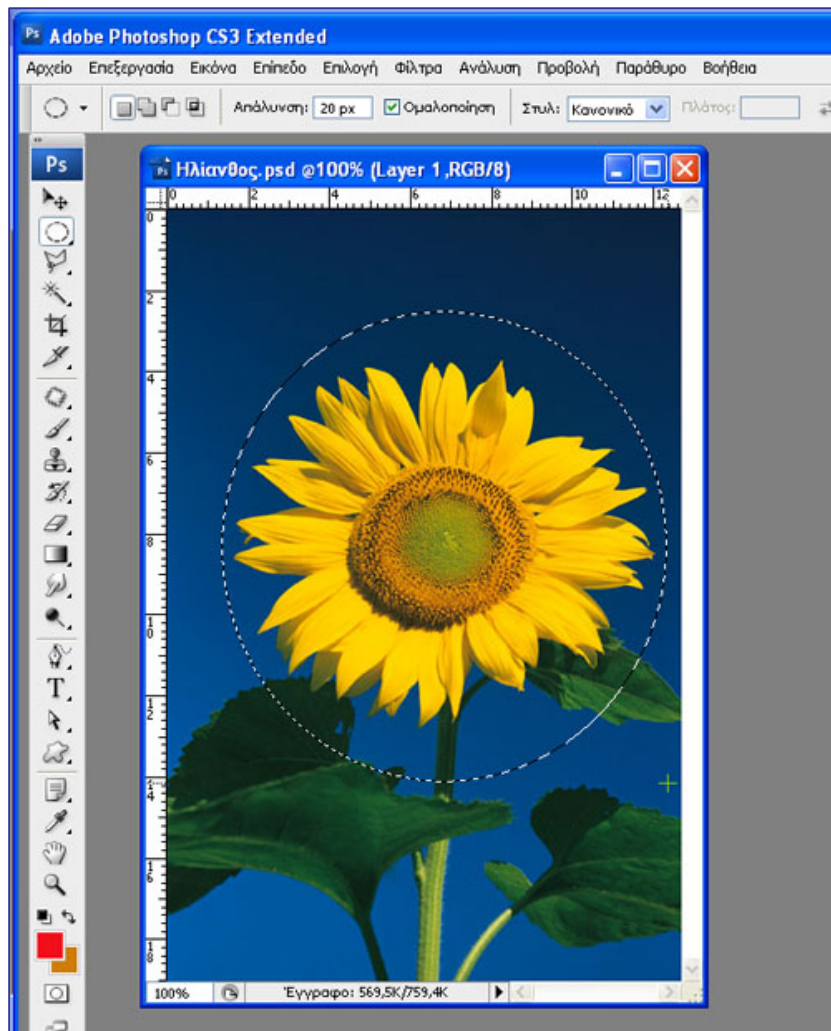 Ps Adobe Photoshop CS3 Extended
Αρχείο Επεξεργασία Εικόνα Επίπεδο Επιλογή Φίλτρα Ανάλυση Προβολή Παράθυρο Βοήθεια
Απάλυνση: 20 px Ομαλοποίηση Στυλ: Κανονικό Πλάτος:
Ps
Ηλίανθος.psd @100% (Layer 1 ,RGB/8)
0 2 4 6 8 10 12
0
2
4
6
8
10
12
14
16
18
T
100% Έγγραφο: 569,5K/759,4K